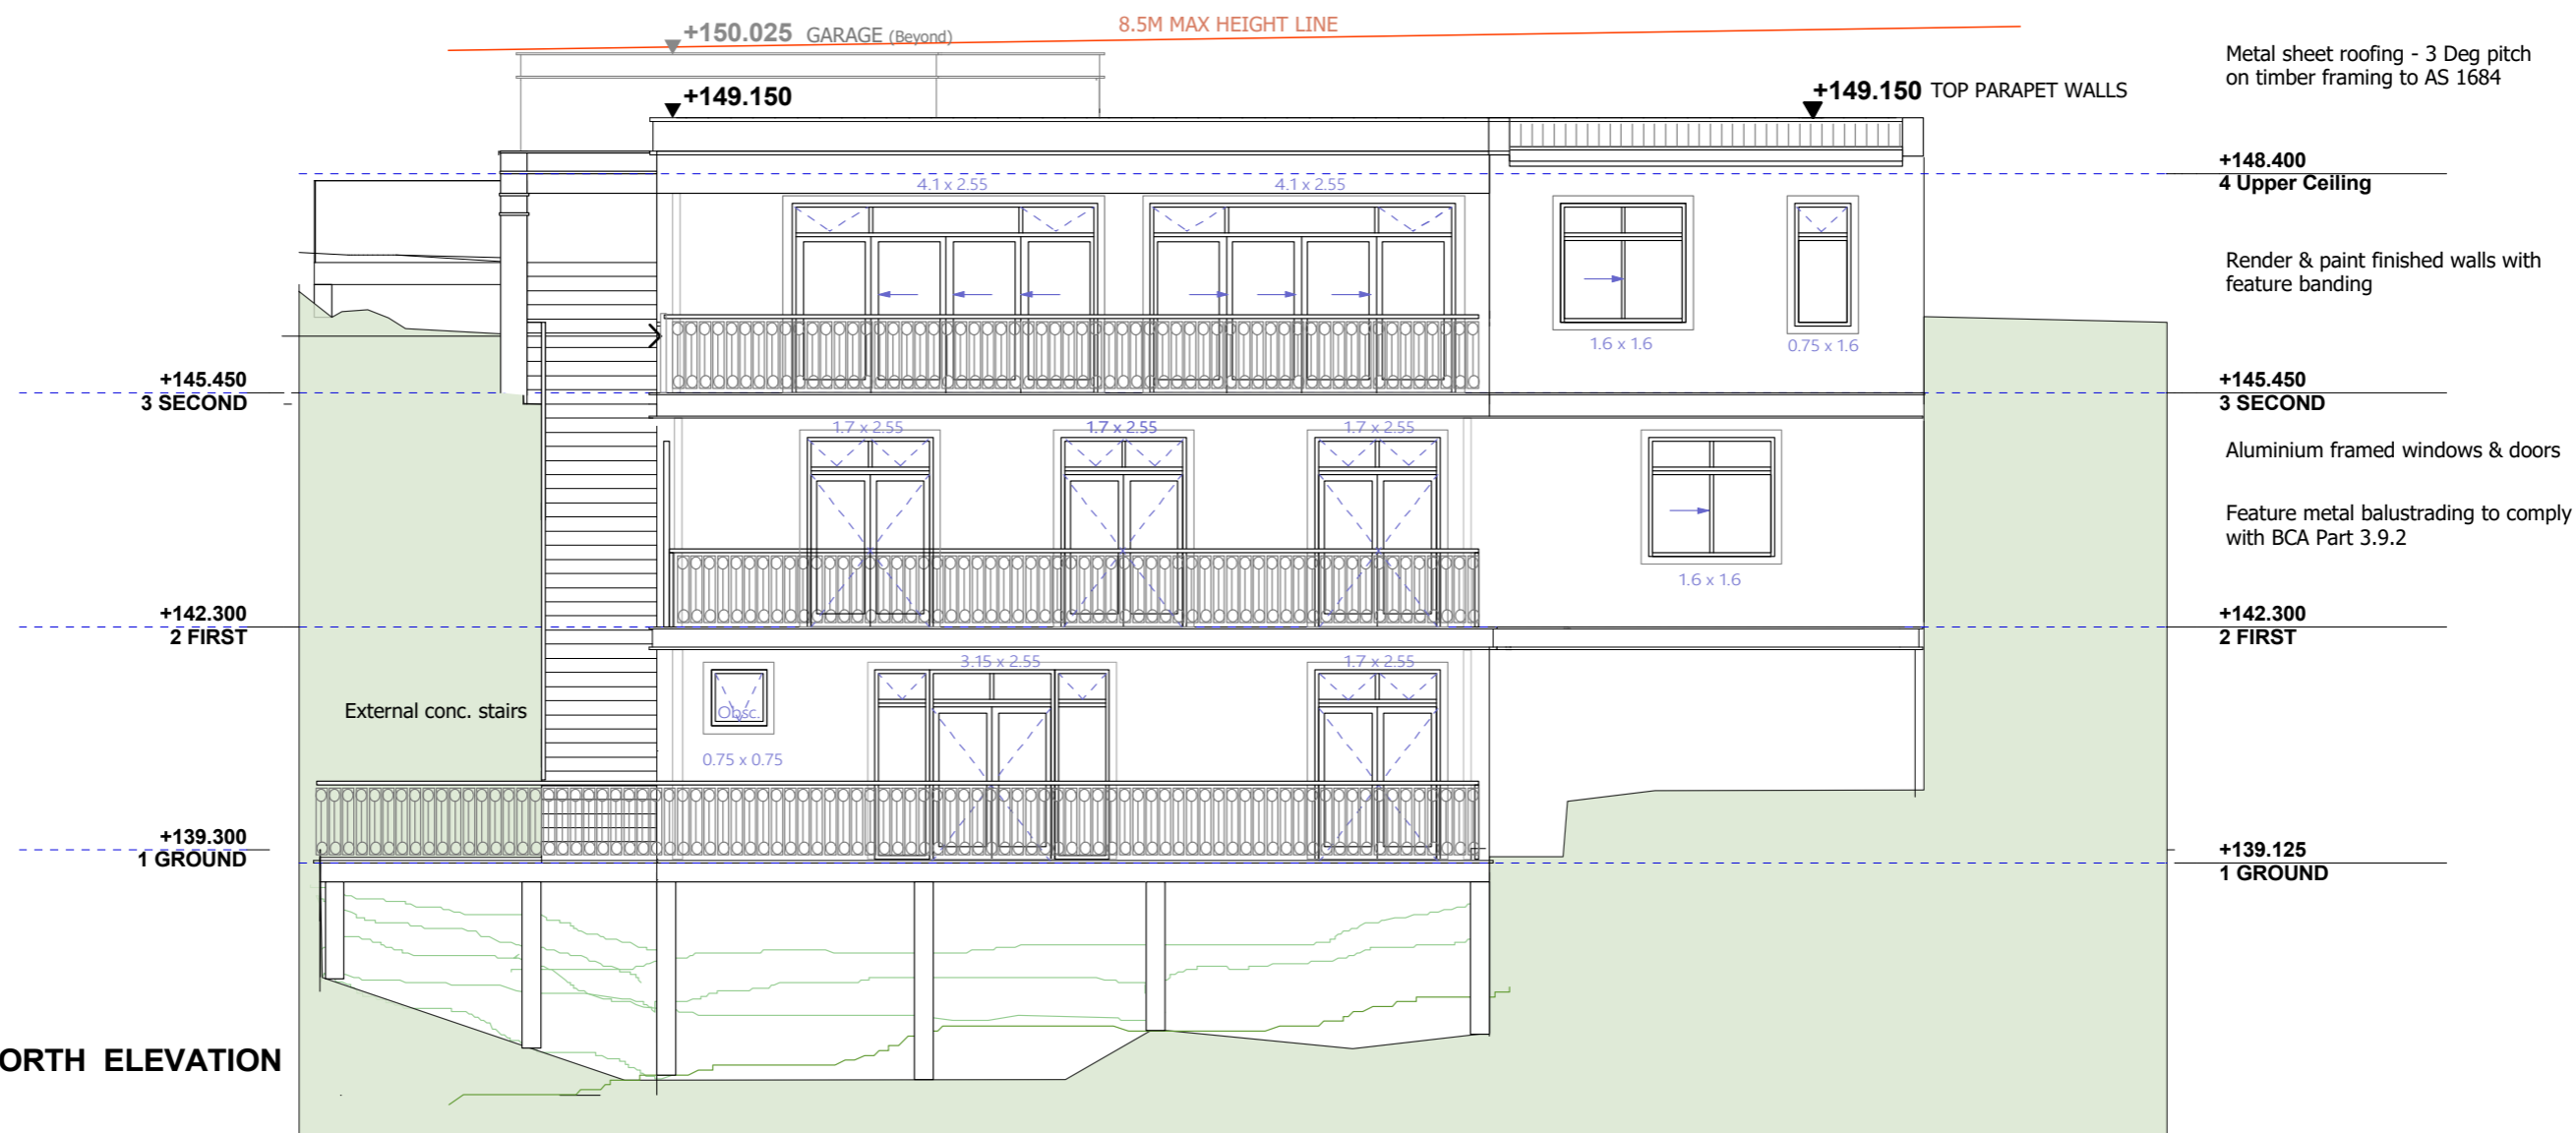 8.5M MAX HEIGHT LINE
+150.025 GARAGE (Beyond)
Metal sheet roofing - 3 Deg pitch
on timber framing to AS 1684
+149.150
+149.150 TOP PARAPET WALLS
+148.400
4 Upper Ceiling
4.1 x 2.55
4.1 x 2.55
Render & paint finished walls with
feature banding
1.6 x 1.6
0.75 x 1.6
+145.450
3 SECOND
+145.450
3 SECOND
1.7 x 2.55
1.7 x 2.55
1.7 x 2.55
Aluminium framed windows & doors
Feature metal balustrading to comply
with BCA Part 3.9.2
1.6 x 1.6
+142.300
2 FIRST
+142.300
2 FIRST
3.15 x 2.55
1.7 x 2.55
External conc. stairs
Obsc.
0.75 x 0.75
+139.300
1 GROUND
+139.125
1 GROUND
ORTH ELEVATION